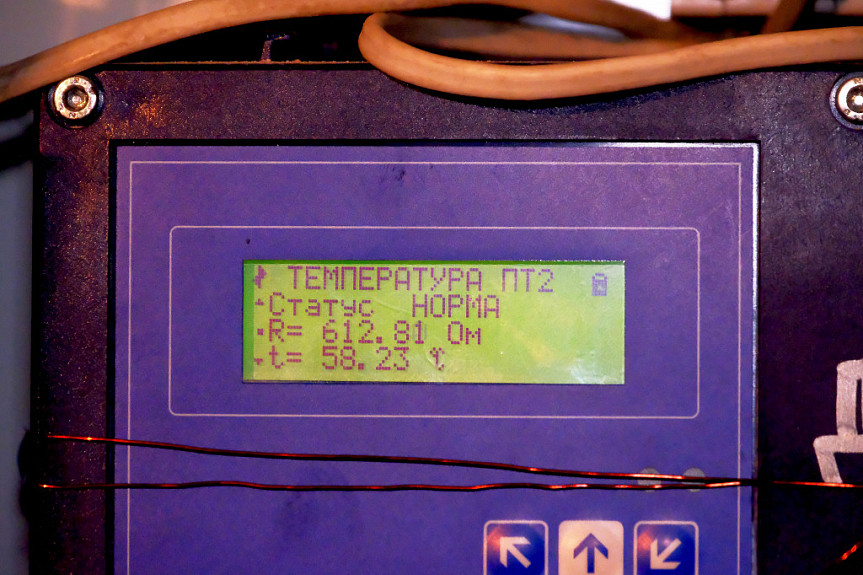 ТЕМПЕРАТУРА ПТ2
Статус НОРМА
R= 612.81 Ом
t= 58.23 °C